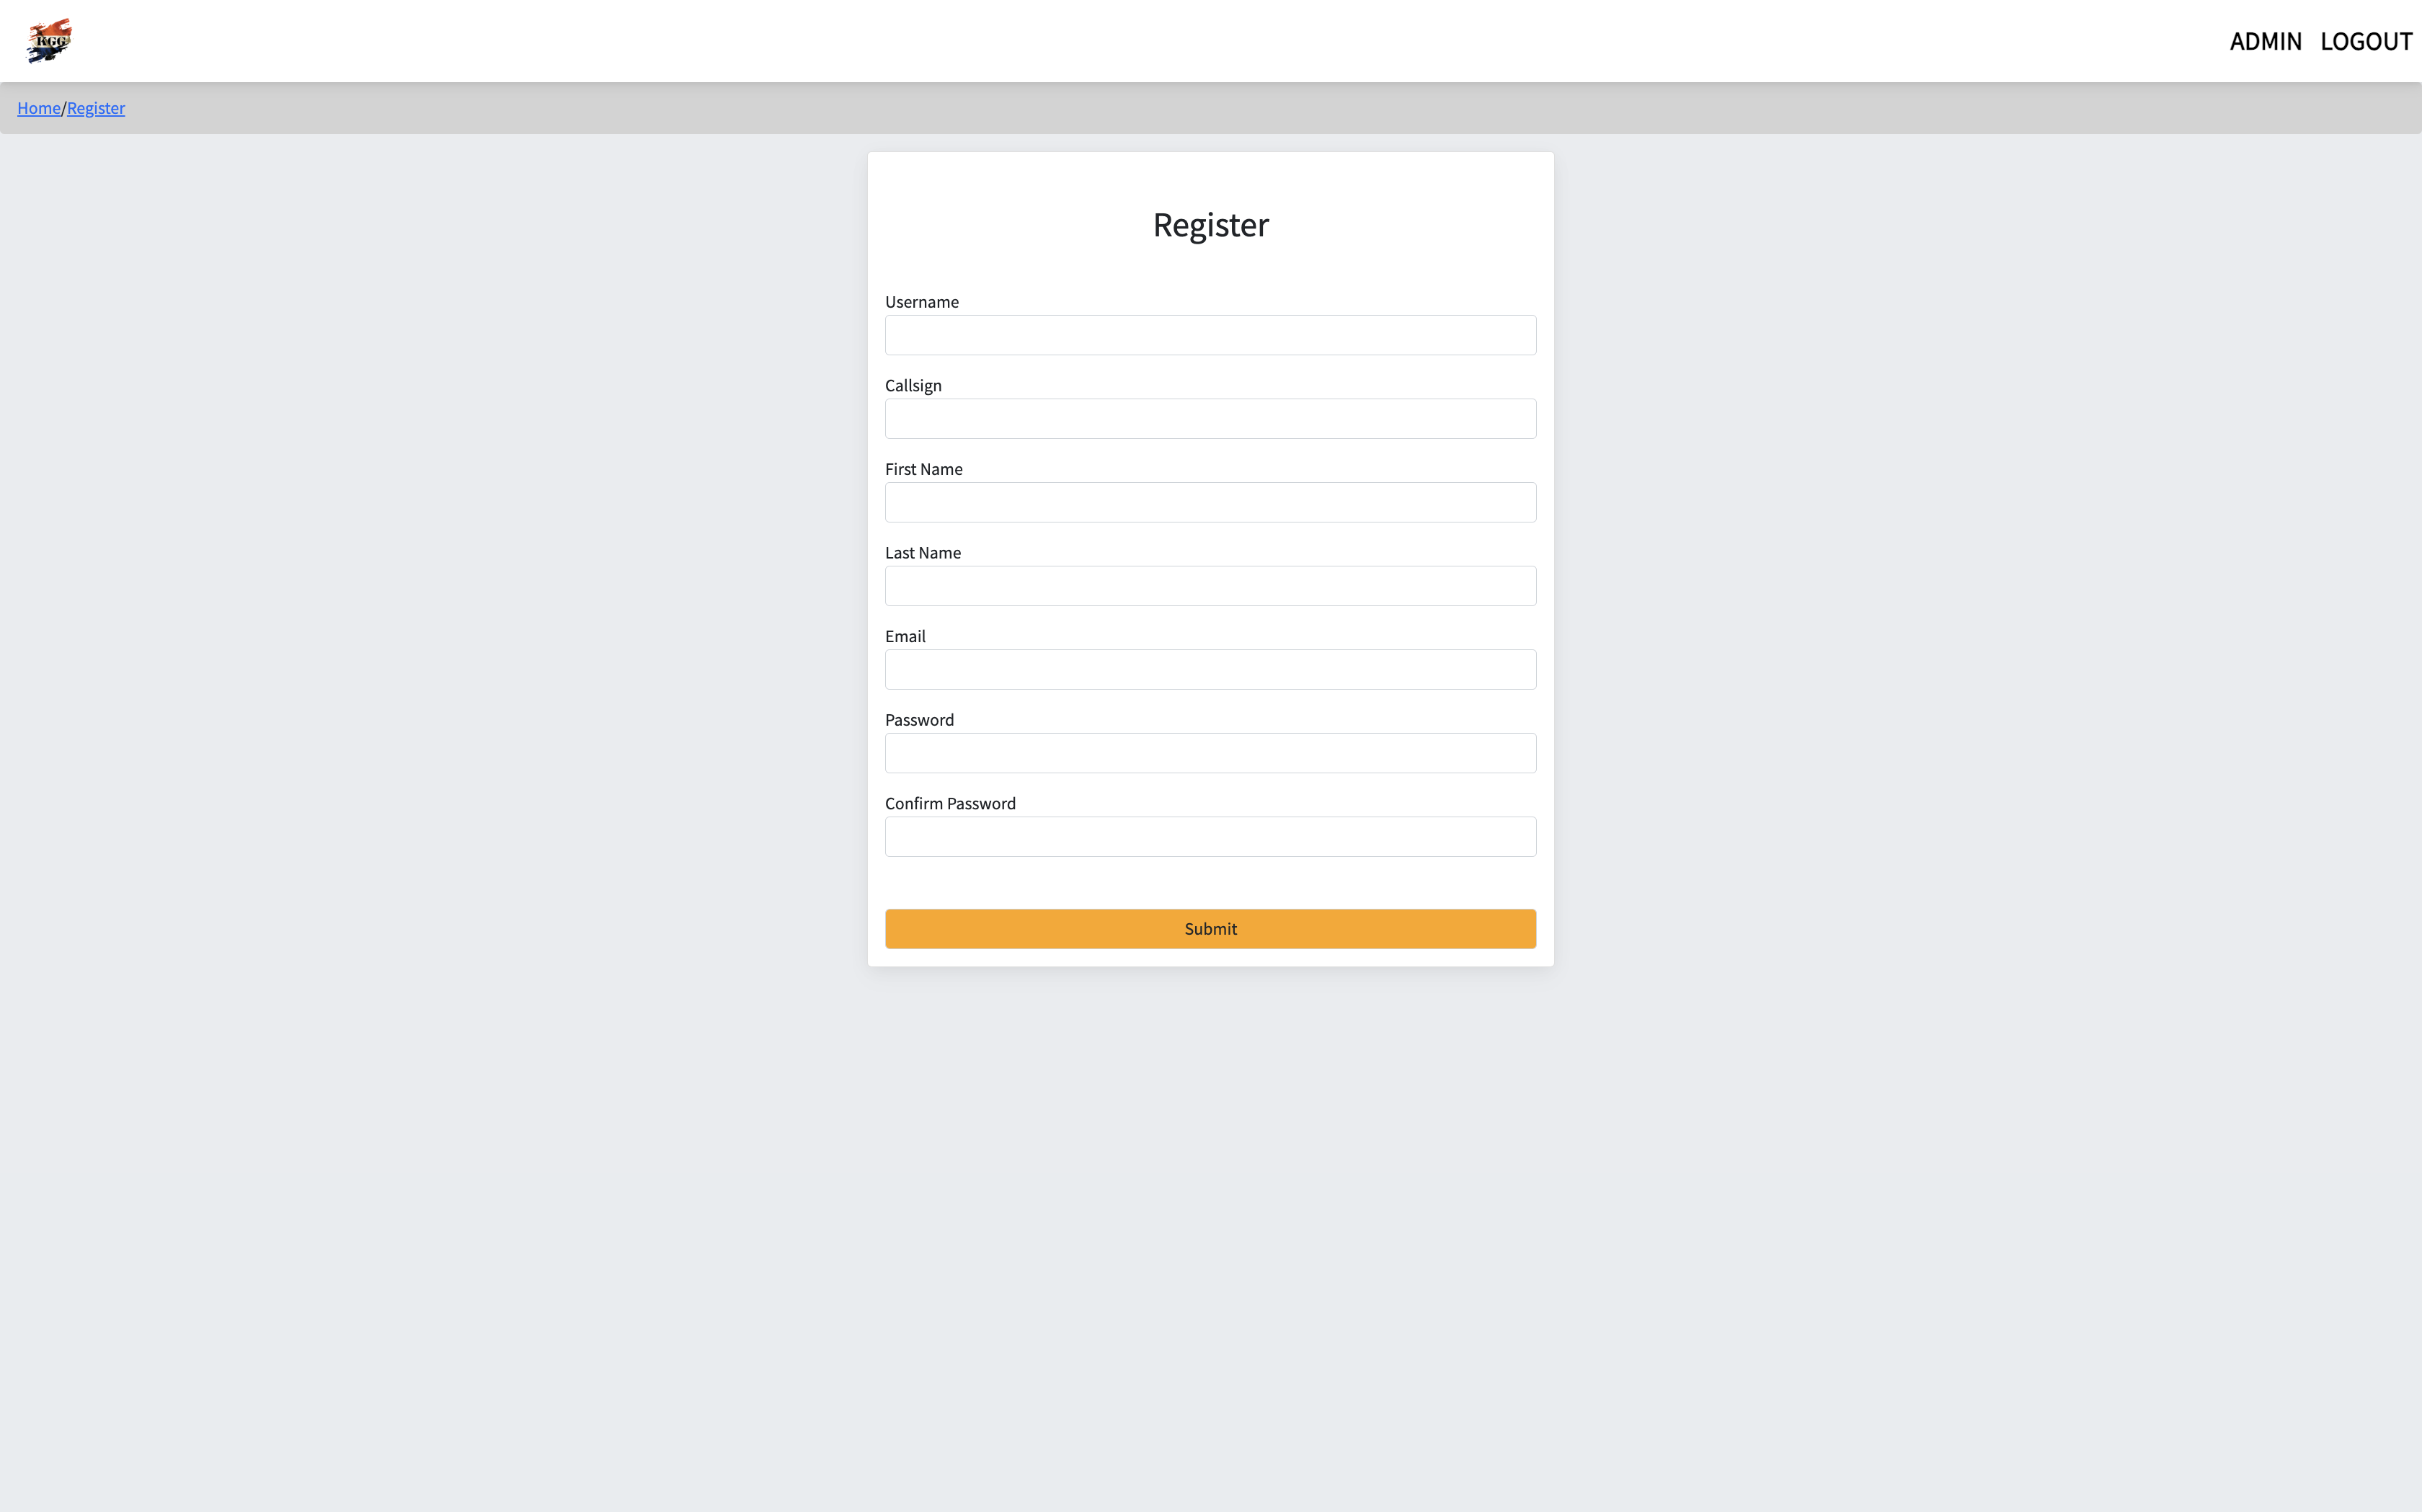 KGG
ADMIN LOGOUT
Home/Register
Register
Username
Callsign
First Name
Last Name
Email
Password
Confirm Password
Submit